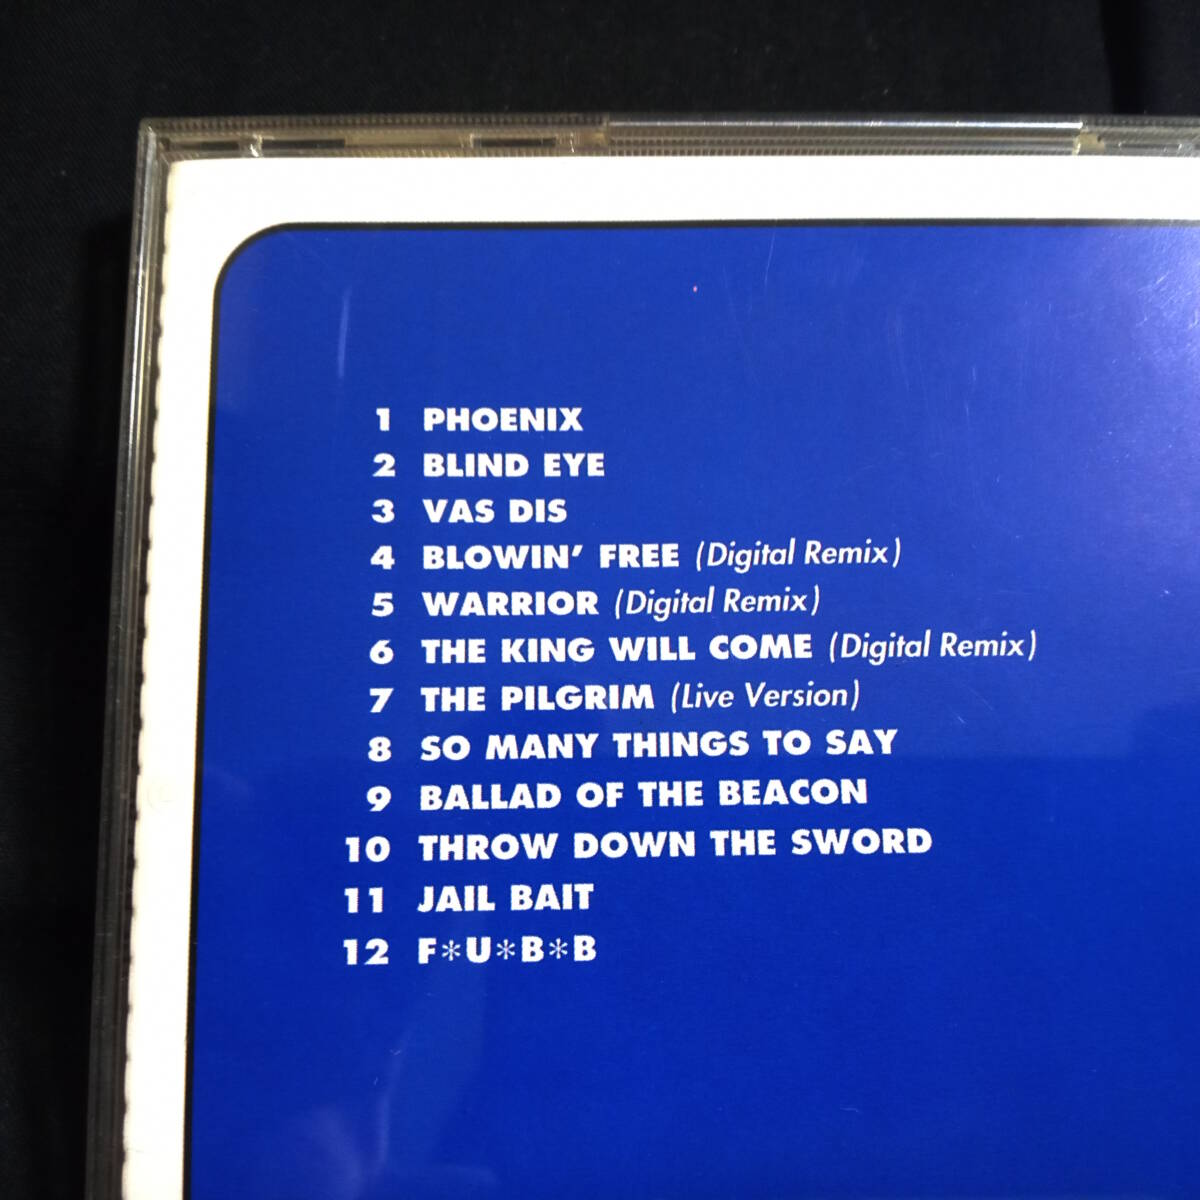 1 PHOENIX
2 BLIND EYE
3 VAS DIS
4 BLOWIN' FREE (Digital Remix)
5 WARRIOR (Digital Remix)
6 THE KING WILL COME (Digital Remix)
7 THE PILGRIM (Live Version)
8 SO MANY THINGS TO SAY
9 BALLAD OF THE BEACON
10 THROW DOWN THE SWORD
11 JAIL BAIT
12 F*U*B*B